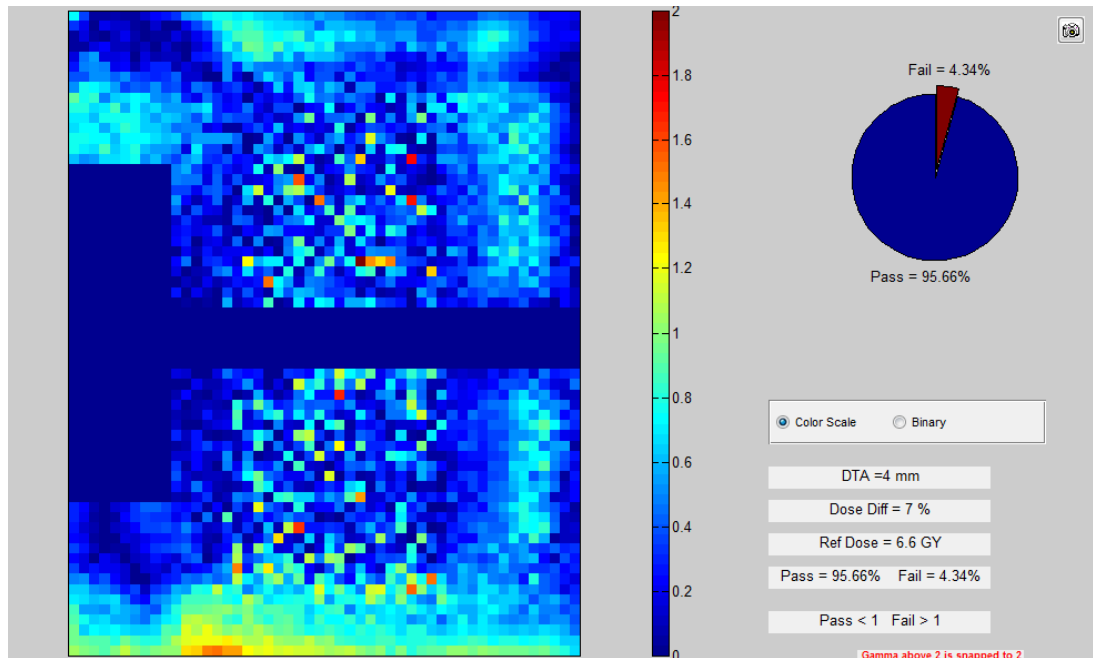 2
1.8
1.6
1.4
1.2
1
0.8
0.6
0.4
0.2
0
Fail = 4.34%
Pass = 95.66%
Color Scale
Binary
DTA =4 mm
Dose Diff = 7 %
Ref Dose = 6.6 GY
Pass = 95.66% Fail = 4.34%
Pass < 1 Fail > 1
Gamma above 2 is snapped to 2